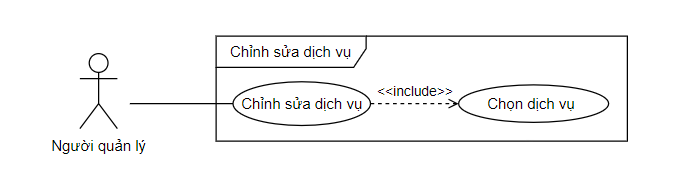 Chỉnh sửa dịch vụ
<<include>>
Chỉnh sửa dịch vụ
Chọn dịch vụ
Người quản lý